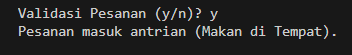 Validasi Pesanan (y/n)? y
Pesanan masuk antrian (Makan di Tempat).